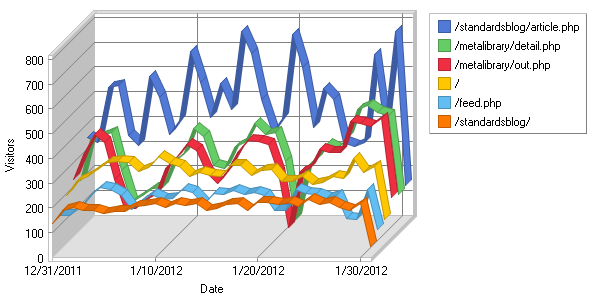 /standardsblog/article.php
/metalibrary/detail.php
/metalibrary/out.php
/
/feed.php
/standardsblog/
Visitors
800
700
600
500
400
300
200
100
0
12/31/2011 1/10/2012 1/20/2012 1/30/2012
Date